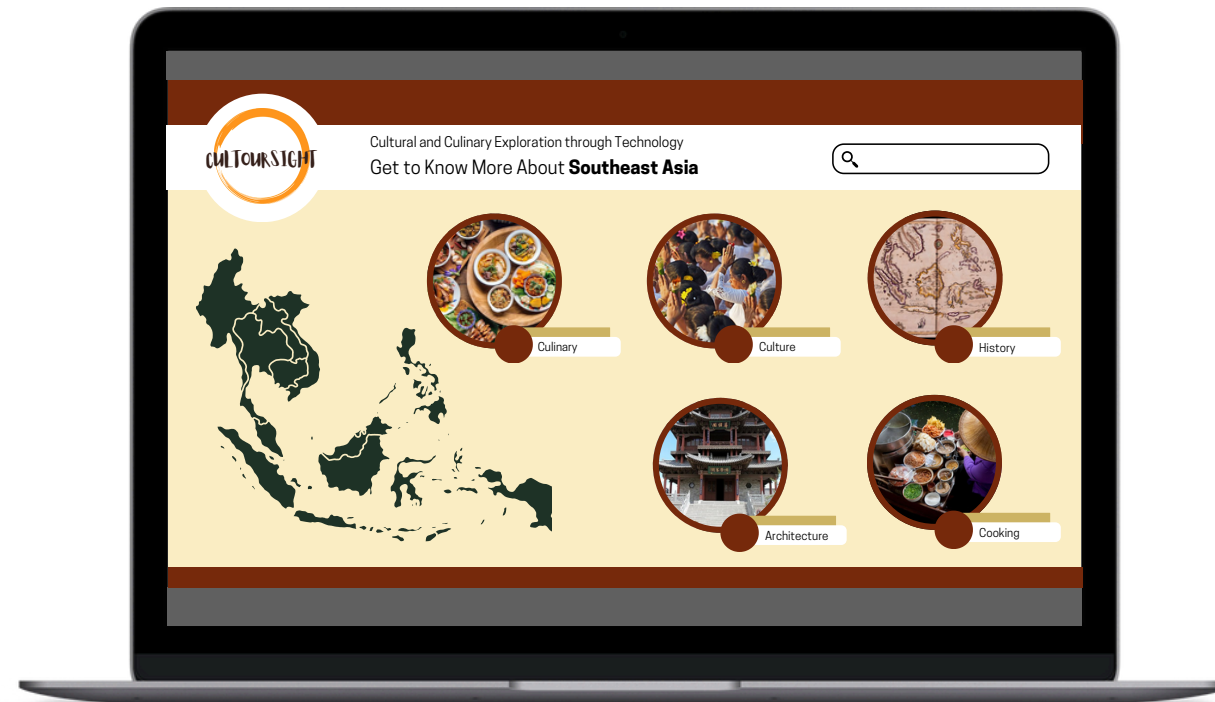 CULTOURSIGHT
Cultural and Culinary Exploration through Technology
Get to Know More About Southeast Asia
Culinary
Culture
History
Architecture
Cooking